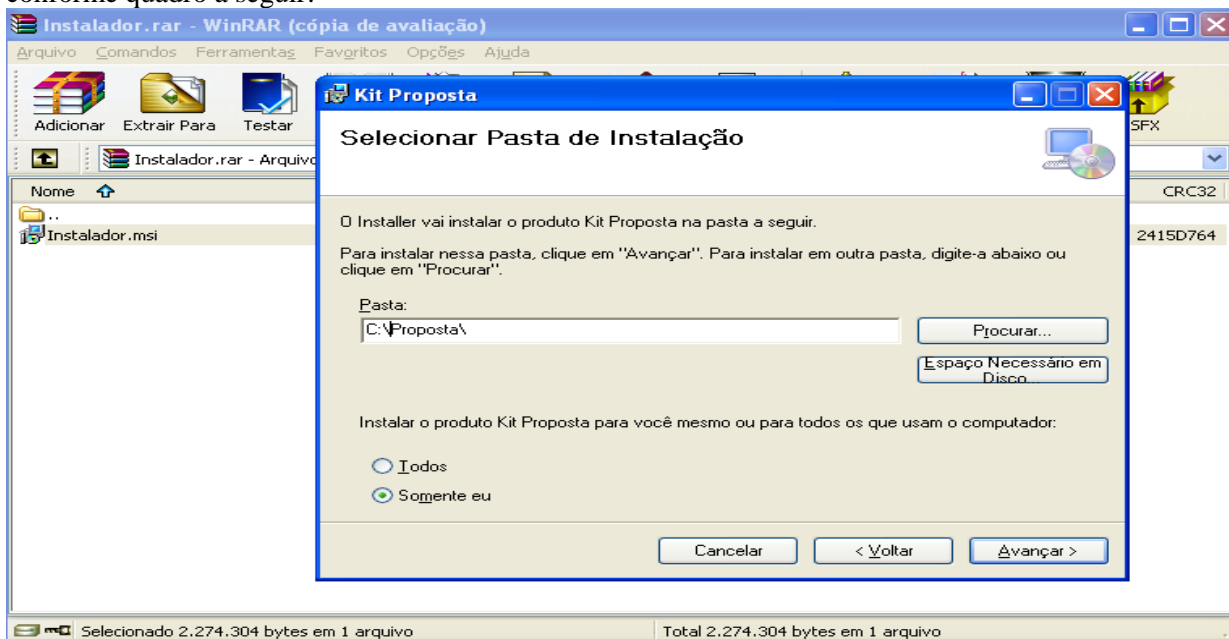 conforme quadro a seguir:
Instalador.rar - WinRAR (cópia de avaliação)
Arquivo Comandos Ferramentas Favoritos Opções Ajuda
Adicionar Extrair Para Testar SFX
Instalador.rar - Arquivo
Nome CRC32
..
Instalador.msi 2415D764
Kit Proposta
Selecionar Pasta de Instalação
O Installer vai instalar o produto Kit Proposta na pasta a seguir.
Para instalar nessa pasta, clique em "Avançar". Para instalar em outra pasta, digite-a abaixo ou
clique em "Procurar".
Pasta:
C:\Proposta\
Procurar...
Espaço Necessário em
Disco...
Instalar o produto Kit Proposta para você mesmo ou para todos os que usam o computador:
Todos
Somente eu
Cancelar < Voltar Avançar >
Selecionado 2.274.304 bytes em 1 arquivo Total 2.274.304 bytes em 1 arquivo